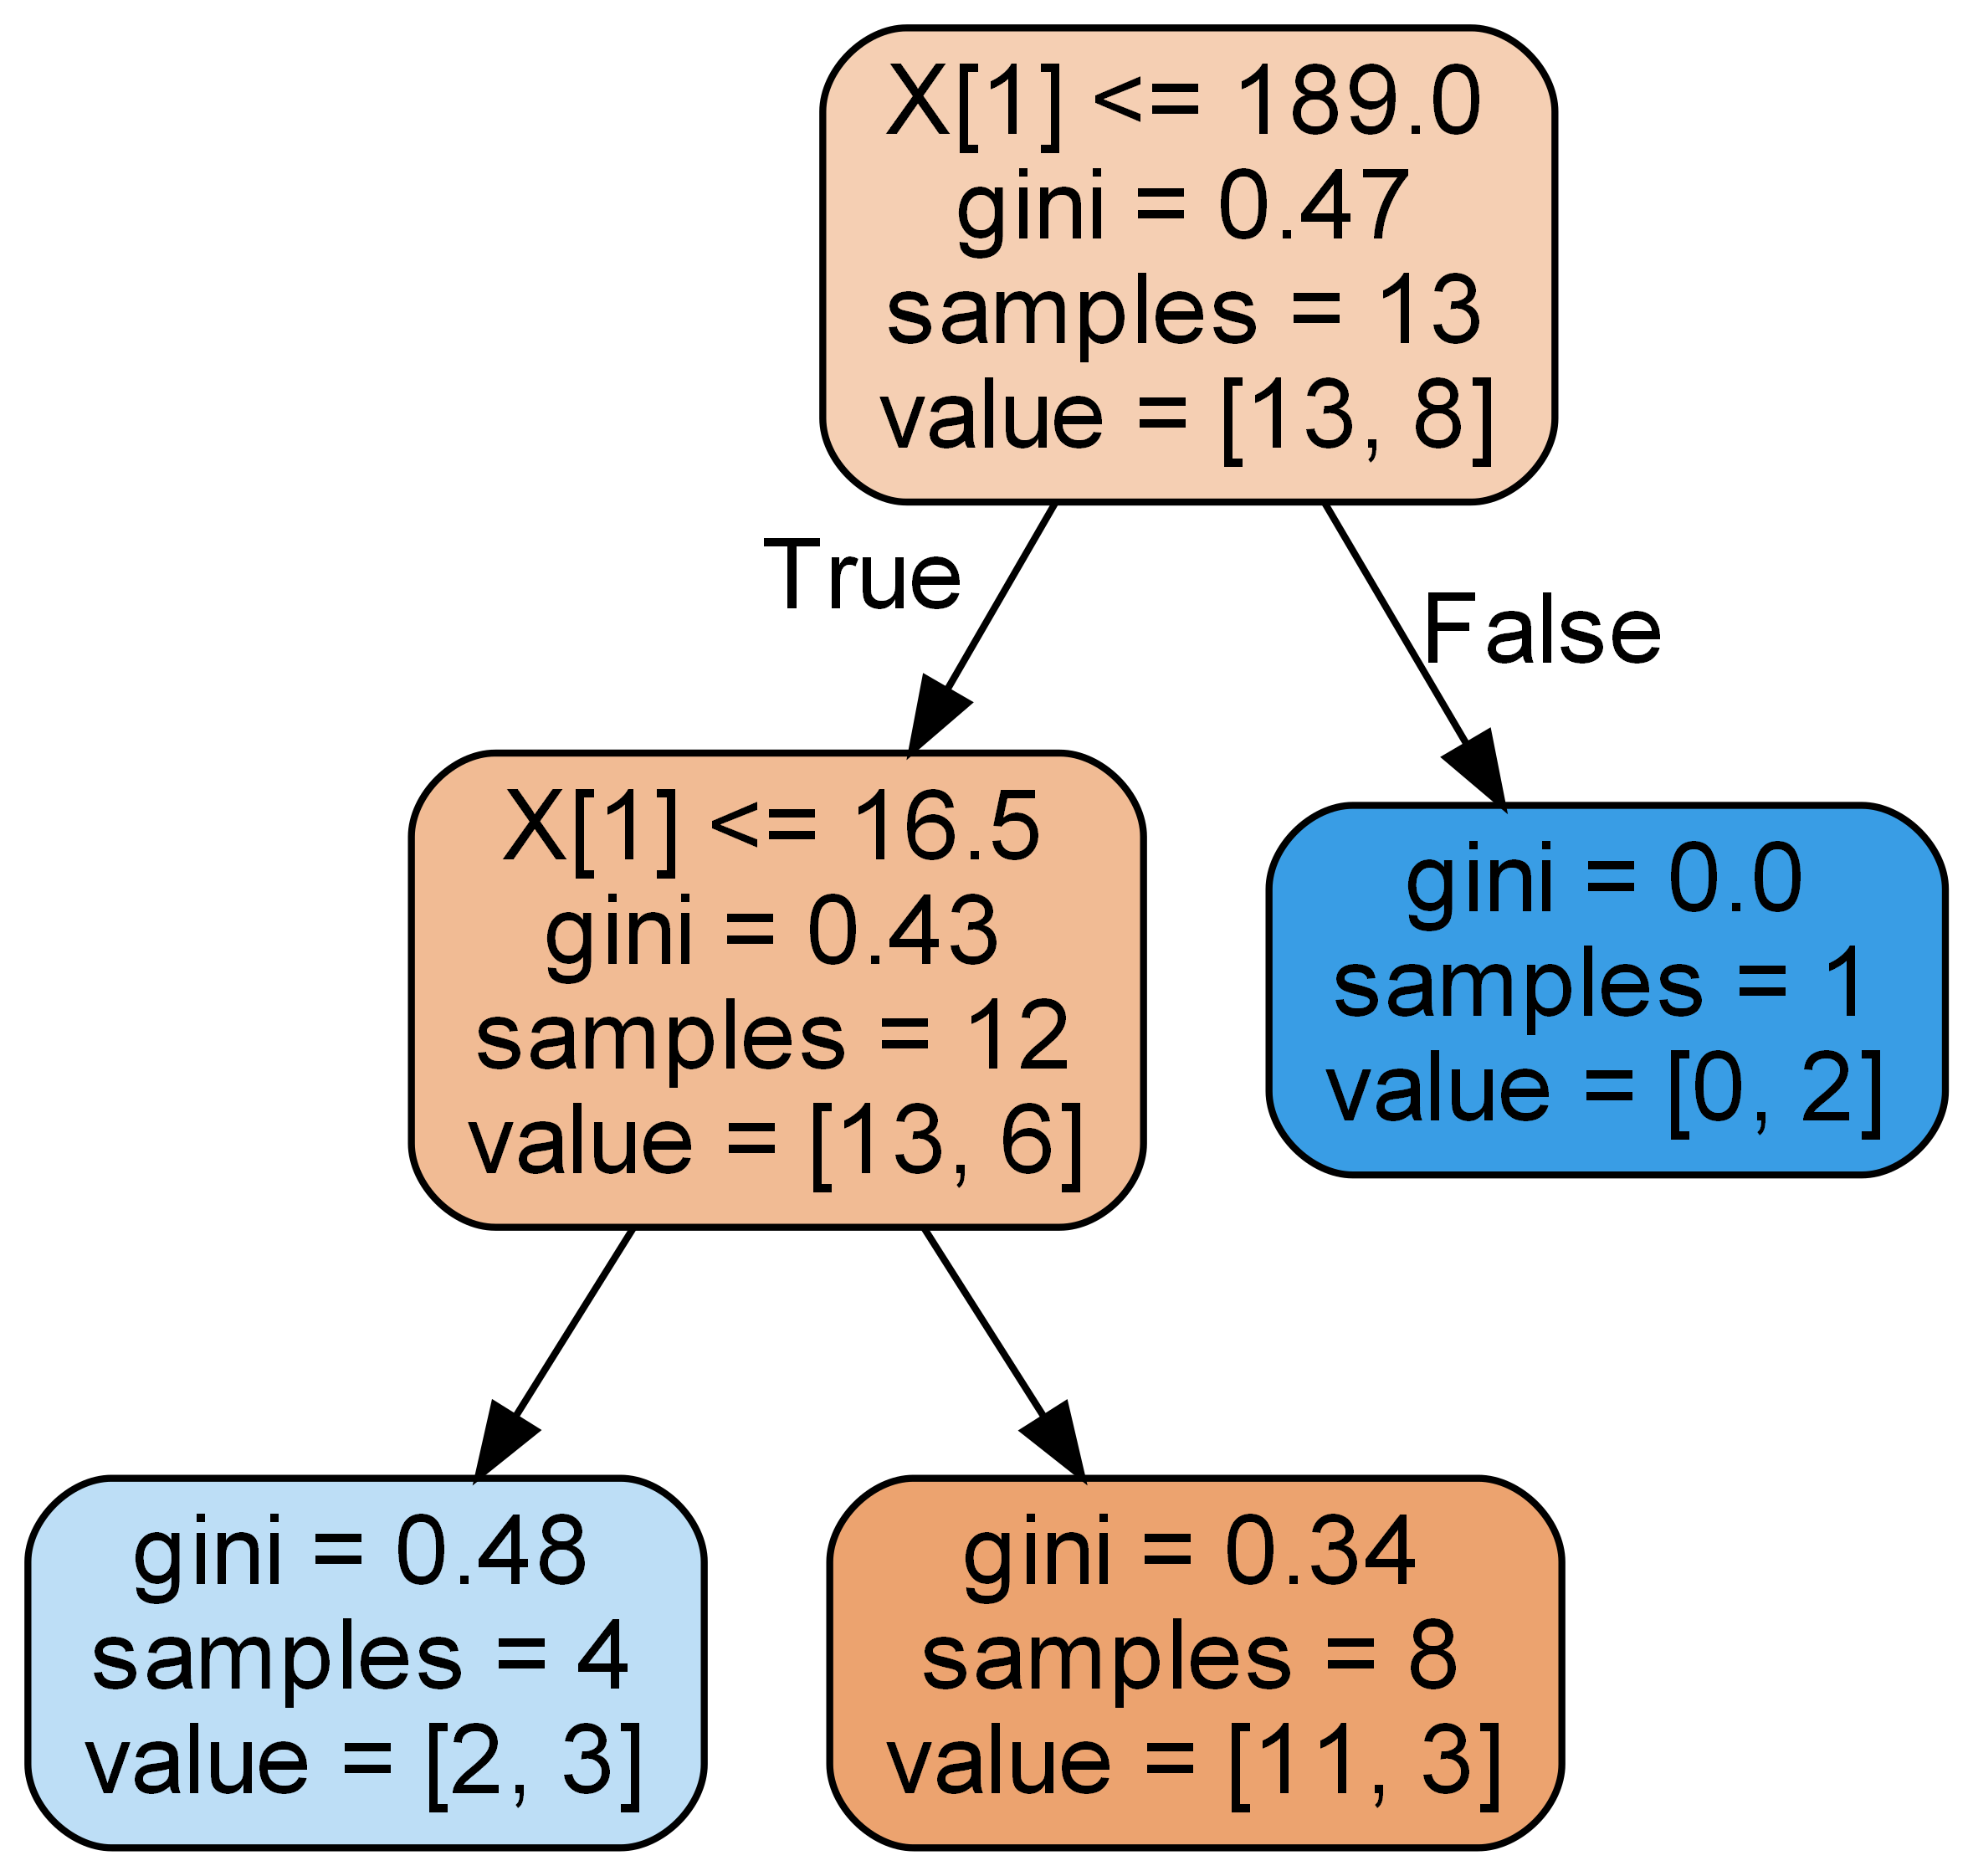 X[1] <= 189.0
gini = 0.47
samples = 13
value = [13, 8]
True
False
X[1] <= 16.5
gini = 0.43
samples = 12
value = [13, 6]
gini = 0.0
samples = 1
value = [0, 2]
gini = 0.48
samples = 4
value = [2, 3]
gini = 0.34
samples = 8
value = [11, 3]